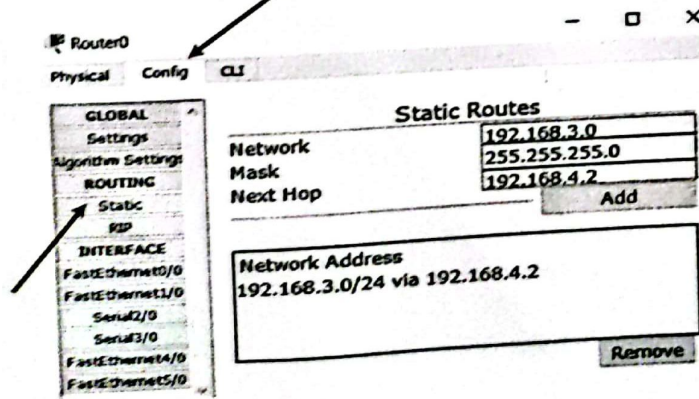 Router0
Physical Config CLI
GLOBAL
Settings
Algorithm Settings
ROUTING
Static
RIP
INTERFACE
FastEthernet0/0
FastEthernet1/0
Serial2/0
Serial3/0
FastEthernet4/0
FastEthernet5/0
Static Routes
Network 192.168.3.0
Mask 255.255.255.0
Next Hop 192.168.4.2
Add
Network Address
192.168.3.0/24 via 192.168.4.2
Remove